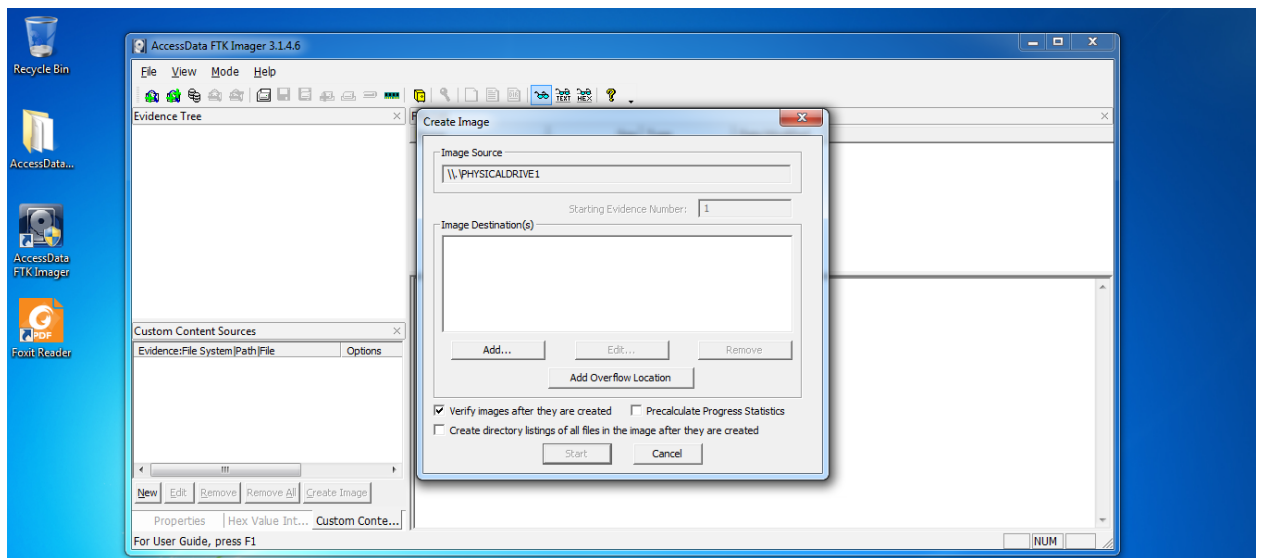 Recycle Bin
AccessData...
AccessData
FTK Imager
PDF
Foxit Reader
AccessData FTK Imager 3.1.4.6
File View Mode Help
TEXT HEX
Evidence Tree
Custom Content Sources
Evidence:File System|Path|File Options
New Edit Remove Remove All Create Image
Properties Hex Value Int... Custom Conte...
For User Guide, press F1
NUM
Create Image
Image Source
\\.\PHYSICALDRIVE1
Starting Evidence Number: 1
Image Destination(s)
Add... Edit... Remove
Add Overflow Location
Verify images after they are created Precalculate Progress Statistics
Create directory listings of all files in the image after they are created
Start Cancel